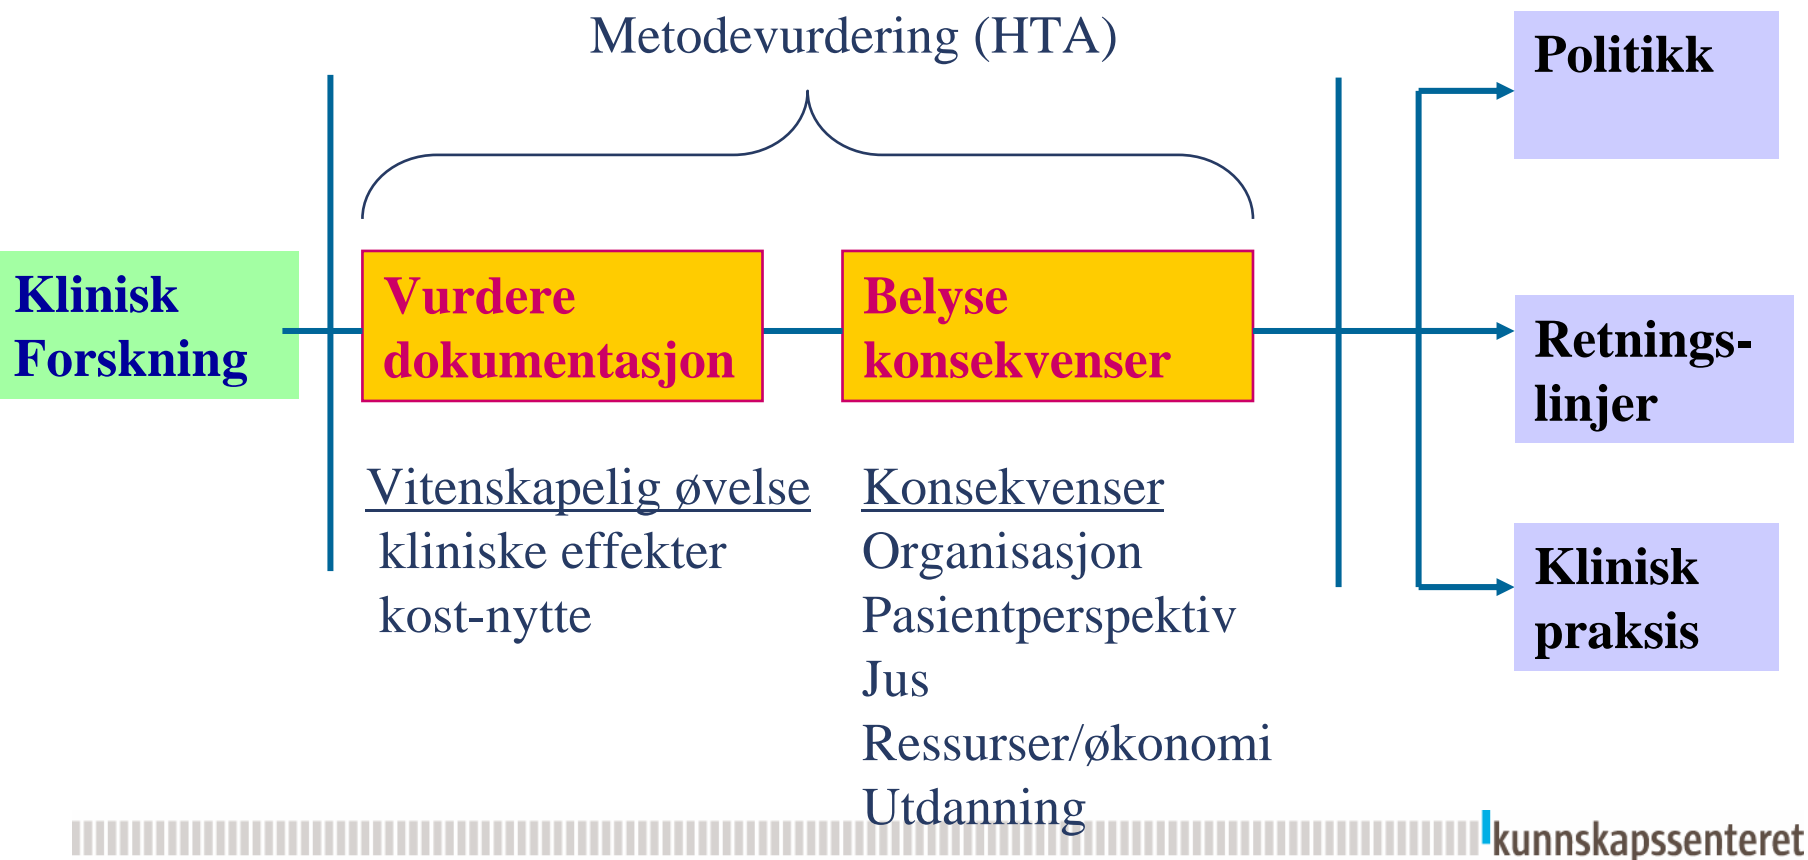 Metodevurdering (HTA)
Klinisk
Forskning
Vurdere
dokumentasjon
Belyse
konsekvenser
Vitenskapelig øvelse
kliniske effekter
kost-nytte
Konsekvenser
Organisasjon
Pasientperspektiv
Jus
Ressurser/økonomi
Utdanning
Politikk
Retnings-
linjer
Klinisk
praksis
kunnskapssenteret